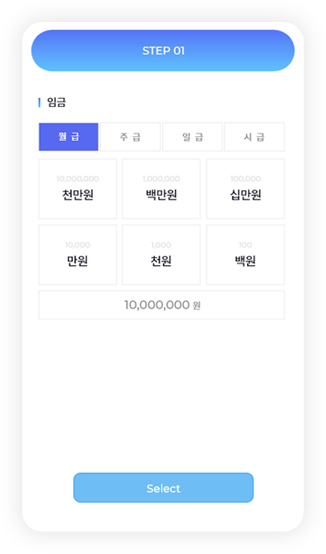 STEP 01
임금
월 급 주 급 일 급 시 급
10,000,000 1,000,000 100,000
천만원 백만원 십만원
10,000 1,000 100
만원 천원 백원
10,000,000 원
Select